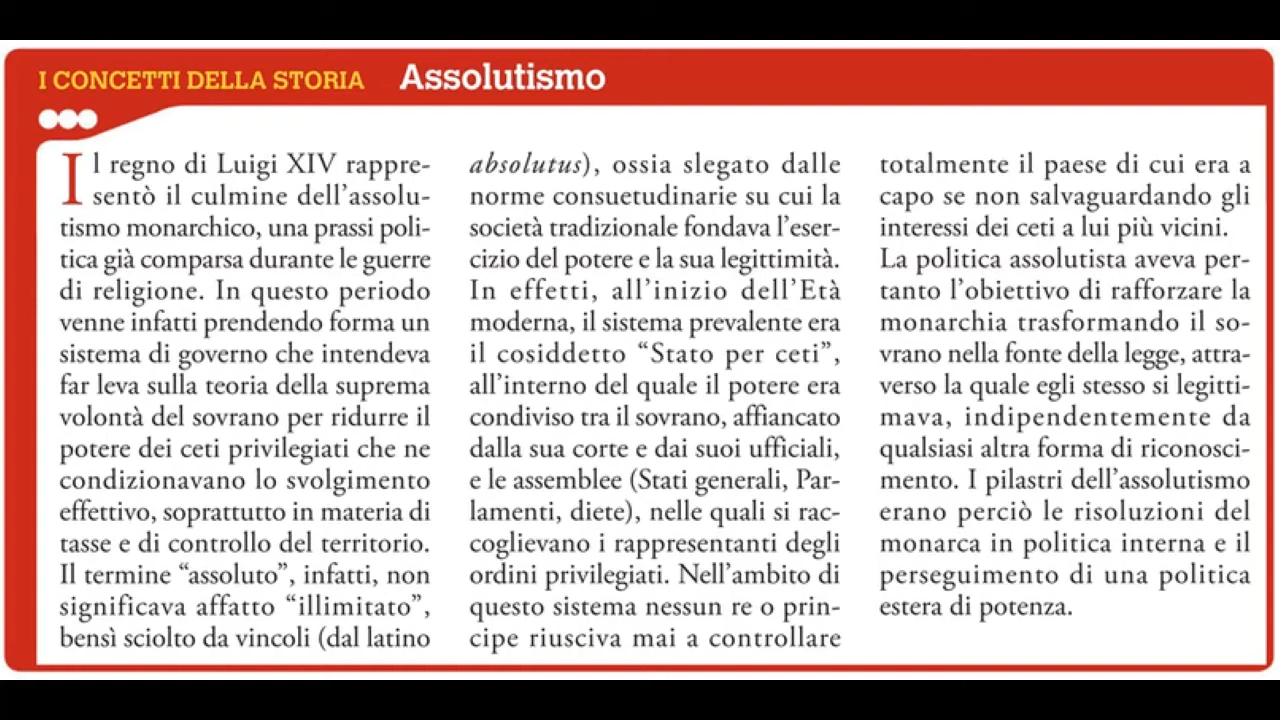 I CONCETTI DELLA STORIA Assolutismo
Il regno di Luigi XIV rappre-
sentò il culmine dell'assolu-
tismo monarchico, una prassi poli-
tica già comparsa durante le guerre
di religione. In questo periodo
venne infatti prendendo forma un
sistema di governo che intendeva
far leva sulla teoria della suprema
volontà del sovrano per ridurre il
potere dei ceti privilegiati che ne
condizionavano lo svolgimento
effettivo, soprattutto in materia di
tasse e di controllo del territorio.
Il termine “assoluto”, infatti, non
significava affatto “illimitato”,
bensì sciolto da vincoli (dal latino
absolutus), ossia slegato dalle
norme consuetudinarie su cui la
società tradizionale fondava l'eser-
cizio del potere e la sua legittimità.
In effetti, all'inizio dell'Età
moderna, il sistema prevalente era
il cosiddetto “Stato per ceti”,
all'interno del quale il potere era
condiviso tra il sovrano, affiancato
dalla sua corte e dai suoi ufficiali,
e le assemblee (Stati generali, Par-
lamenti, diete), nelle quali si rac-
coglievano i rappresentanti degli
ordini privilegiati. Nell'ambito di
questo sistema nessun re o prin-
cipe riusciva mai a controllare
totalmente il paese di cui era a
capo se non salvaguardando gli
interessi dei ceti a lui più vicini.
La politica assolutista aveva per-
tanto l'obiettivo di rafforzare la
monarchia trasformando il so-
vrano nella fonte della legge, attra-
verso la quale egli stesso si legitti-
mava, indipendentemente da
qualsiasi altra forma di riconosci-
mento. I pilastri dell'assolutismo
erano perciò le risoluzioni del
monarca in politica interna e il
perseguimento di una politica
estera di potenza.